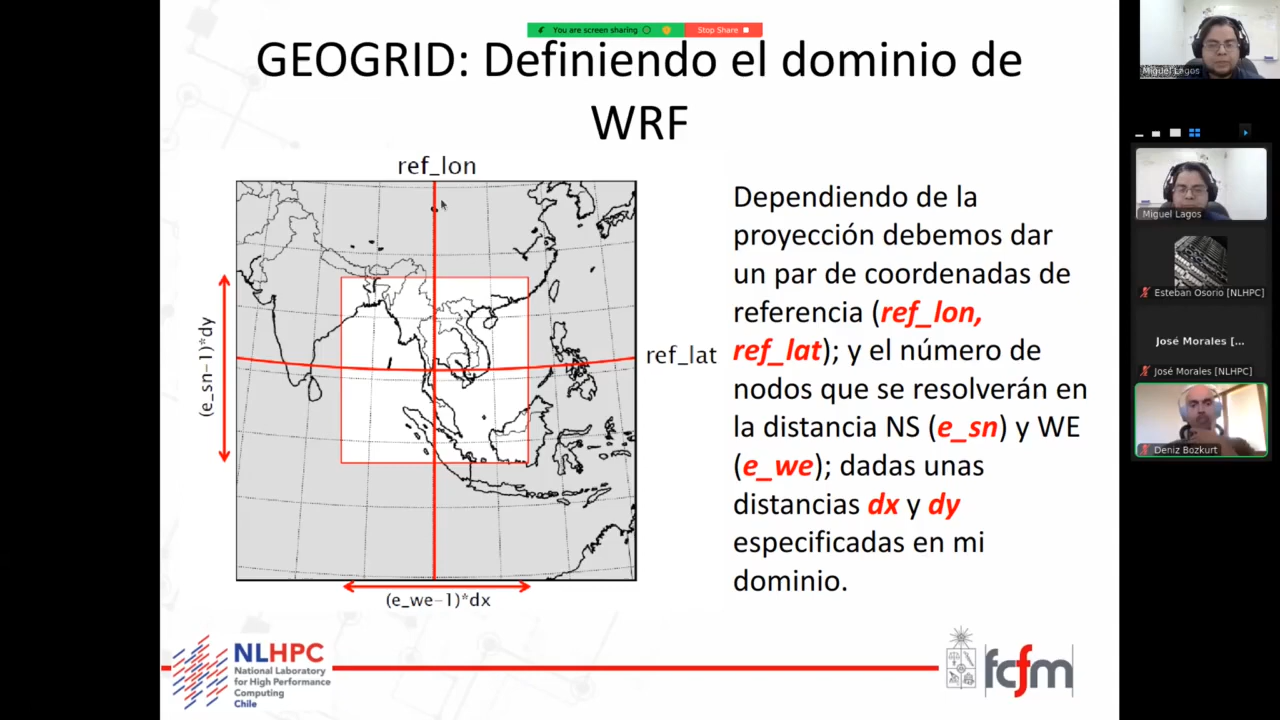 You are screen sharing
Stop Share
GEOGRID: Definiendo el dominio de
WRF
ref_lon
ref_lat
(e_sn-1)*dy
(e_we-1)*dx
Dependiendo de la
proyección debemos dar
un par de coordenadas de
referencia (ref_lon,
ref_lat); y el número de
nodos que se resolverán en
la distancia NS (e_sn) y WE
(e_we); dadas unas
distancias dx y dy
especificadas en mi
dominio.
NLHPC
National Laboratory
for High Performance
Computing
Chile
fcfm
Miguel Lagos
Miguel Lagos
Esteban Osorio [NLHPC]
José Morales [...
José Morales [NLHPC]
Deniz Bozkurt